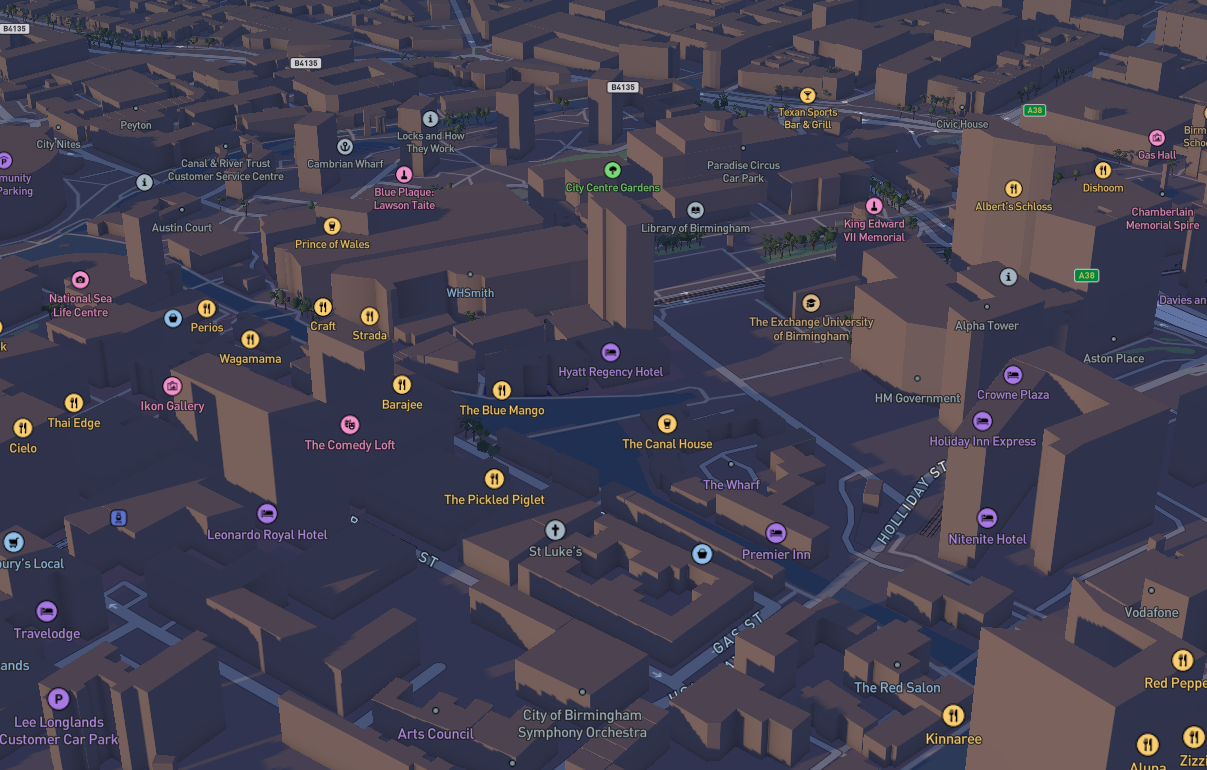 B4135
B4135
B4135
A38
Texan Sports
Bar & Grill
Peyton
Civic House
City Nites
Locks and How
They Work
Cambrian Wharf
Canal & River Trust
Customer Service Centre
Gas Hall
Paradise Circus
Car Park
P
Parking
Blue Plaque:
Lawson Taite
City Centre Gardens
Dishoom
Albert's Schloss
Austin Court
Library of Birmingham
King Edward
VII Memorial
Chamberlain
Memorial Spire
Prince of Wales
A38
National Sea
Life Centre
WHSmith
Davies an
Perios
Craft
Strada
The Exchange University
of Birmingham
Alpha Tower
Wagamama
Aston Place
Hyatt Regency Hotel
HM Government
Crowne Plaza
Ikon Gallery
Barajee
The Blue Mango
Thai Edge
Cielo
The Comedy Loft
The Canal House
Holiday Inn Express
The Wharf
The Pickled Piglet
HOLLIDAY ST
Leonardo Royal Hotel
St Luke's
Premier Inn
Nitenite Hotel
ST
bury's Local
Travelodge
Vodafone
GAS ST
ands
The Red Salon
Red Peppe
P
Lee Longlands
Customer Car Park
Arts Council
City of Birmingham
Symphony Orchestra
Kinnaree
Zizzi
Aluna